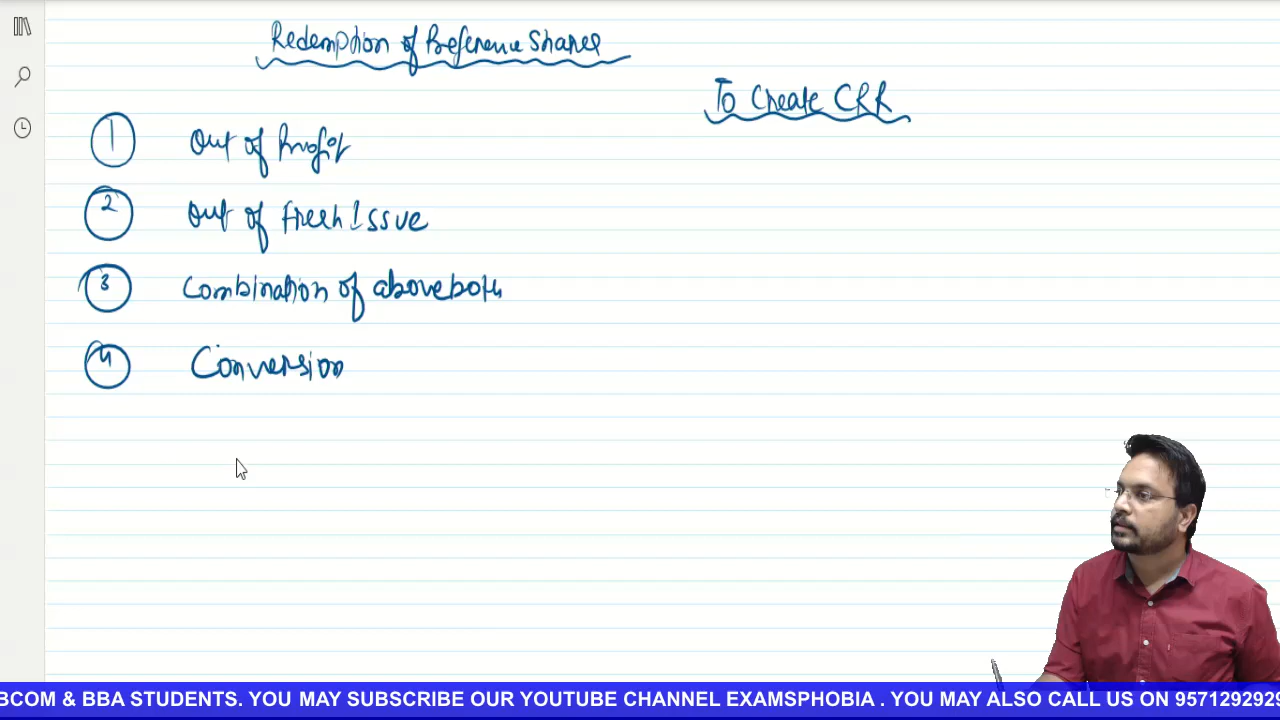 Redemption of Preference Shares
To Create CRR
1 Out of Profit
2 Out of Fresh Issue
3 Combination of above both
4 Conversion
BCOM & BBA STUDENTS. YOU MAY SUBSCRIBE OUR YOUTUBE CHANNEL EXAMSPHOBIA . YOU MAY ALSO CALL US ON 9571292929